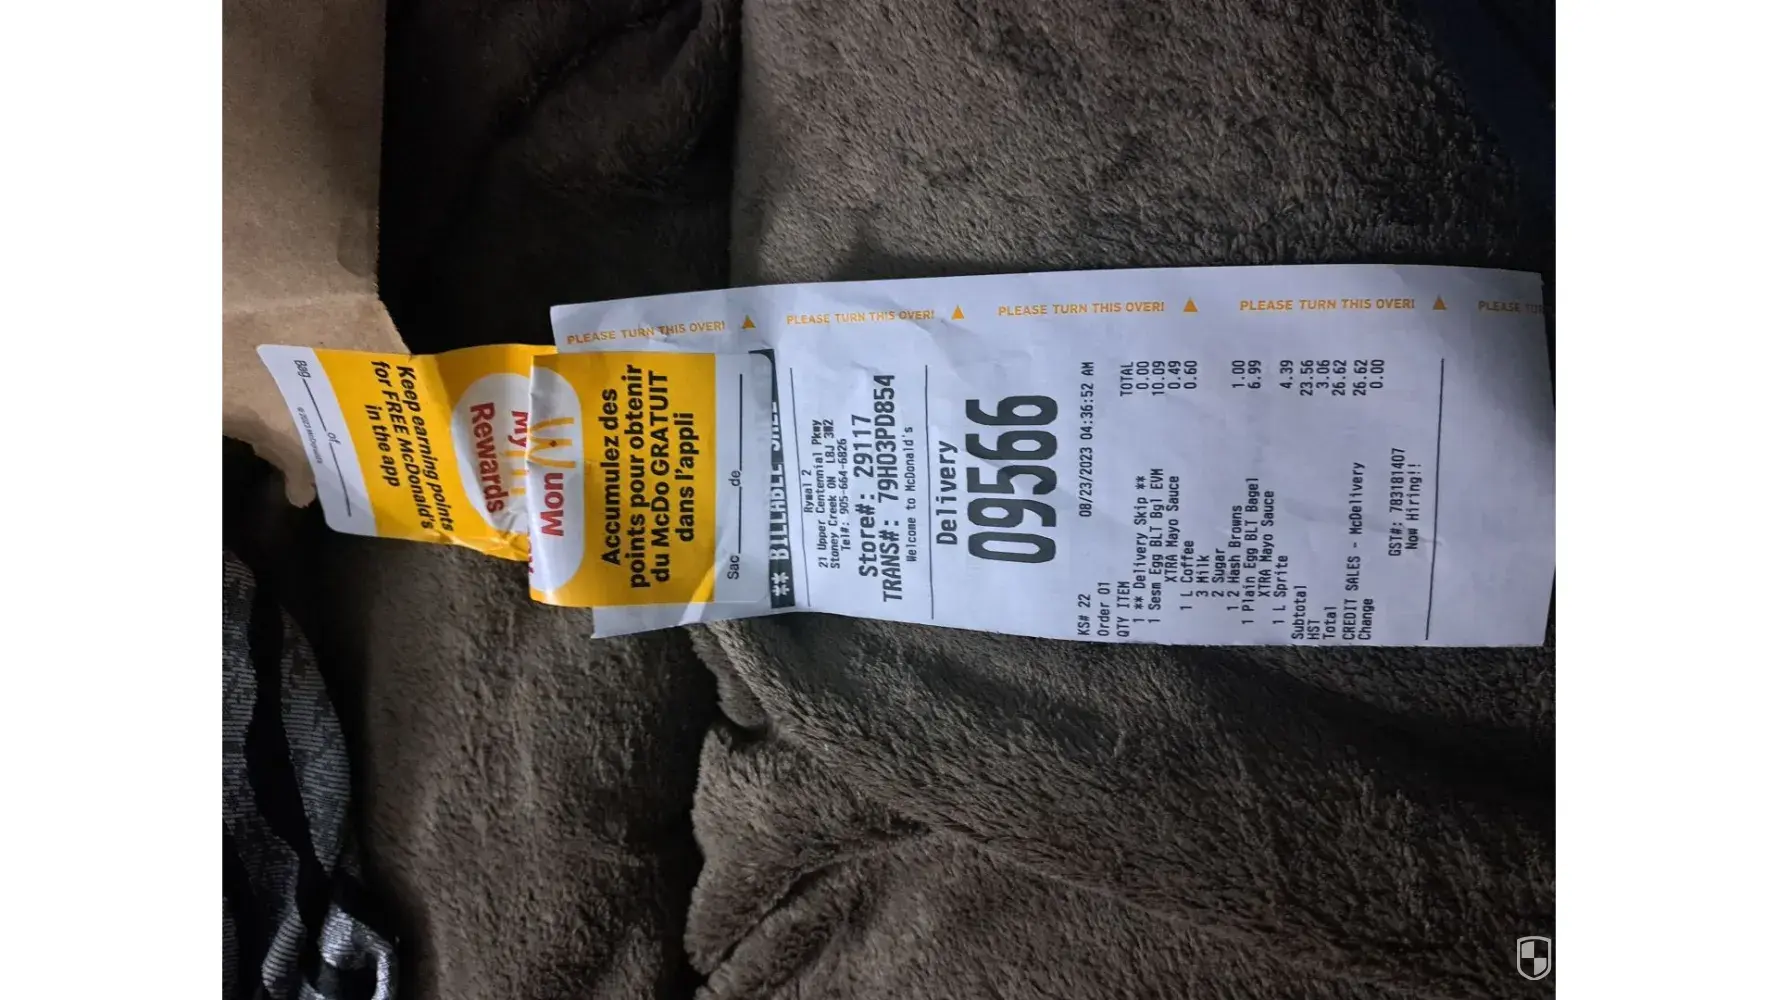 PLEASE TURN THIS OVER! PLEASE TURN THIS OVER! PLEASE TURN THIS OVER! PLEASE TURN THIS OVER! PLEASE
Bag of
Keep earning points
for FREE McDonald's
in the app
My
Rewards
Mon
Accumulez des
points pour obtenir
du McDo GRATUIT
dans l'appli
Sac de
** BILLABLE
Rymal 2
21 Upper Centennial Pkwy
Stoney Creek ON L8J 3W2
Tel#: 905-664-6826
Store#: 29117
TRANS#: 79H03PD854
Welcome to McDonald's
Delivery
09566
KS# 22 08/23/2023 04:36:52 AM
Order 01
QTY ITEM TOTAL
1 ** Delivery Skip ** 0.00
1 Sesm Egg BLT Bgl EVM 10.09
XTRA Mayo Sauce 0.49
1 L Coffee 0.60
3 Milk
2 Sugar
1 2 Hash Browns 1.00
1 Plain Egg BLT Bagel 6.99
XTRA Mayo Sauce
1 L Sprite 4.39
Subtotal 23.56
HST 3.06
Total 26.62
CREDIT SALES - McDelivery 26.62
Change 0.00
GST#: 783181407
Now Hiring!!